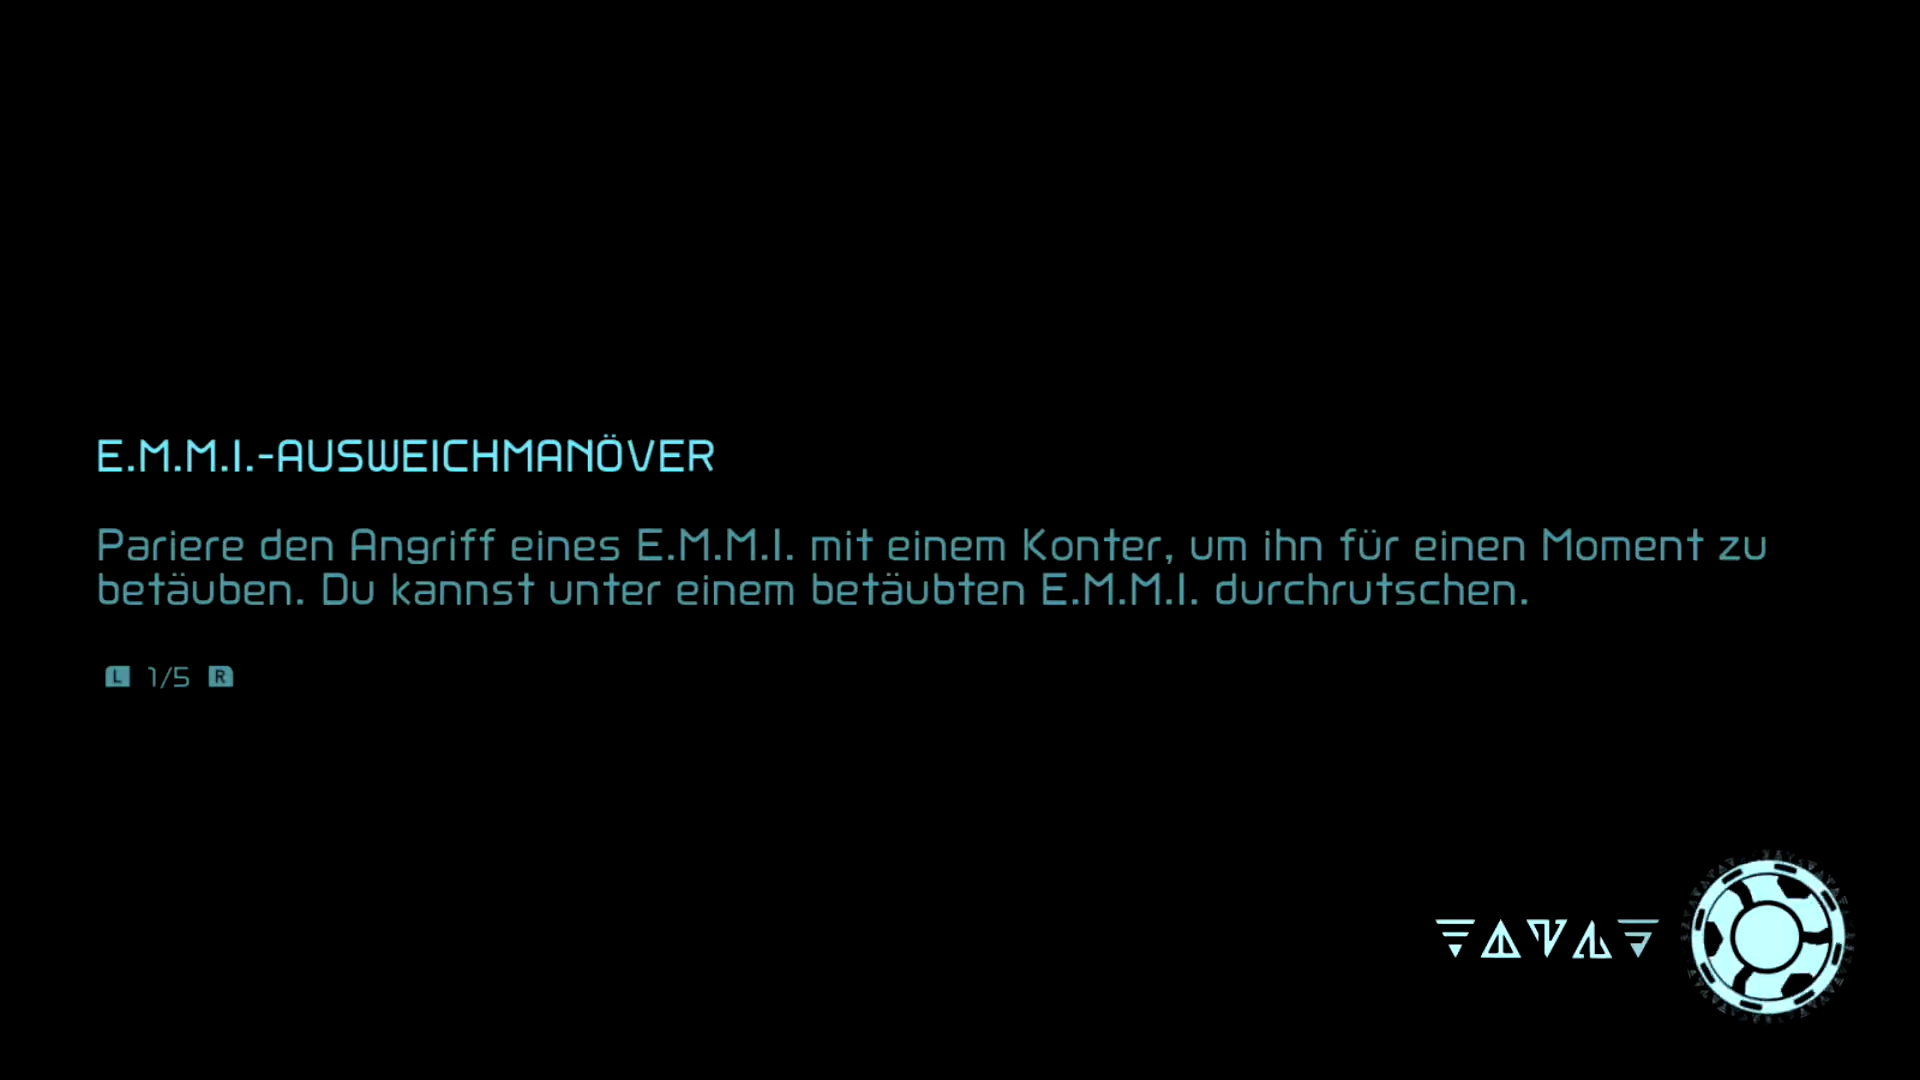 E.M.M.I.-AUSWEICHMANÖVER
Pariere den Angriff eines E.M.M.I. mit einem Konter, um ihn für einen Moment zu
betäuben. Du kannst unter einem betäubten E.M.M.I. durchrutschen.
L 1/5 R